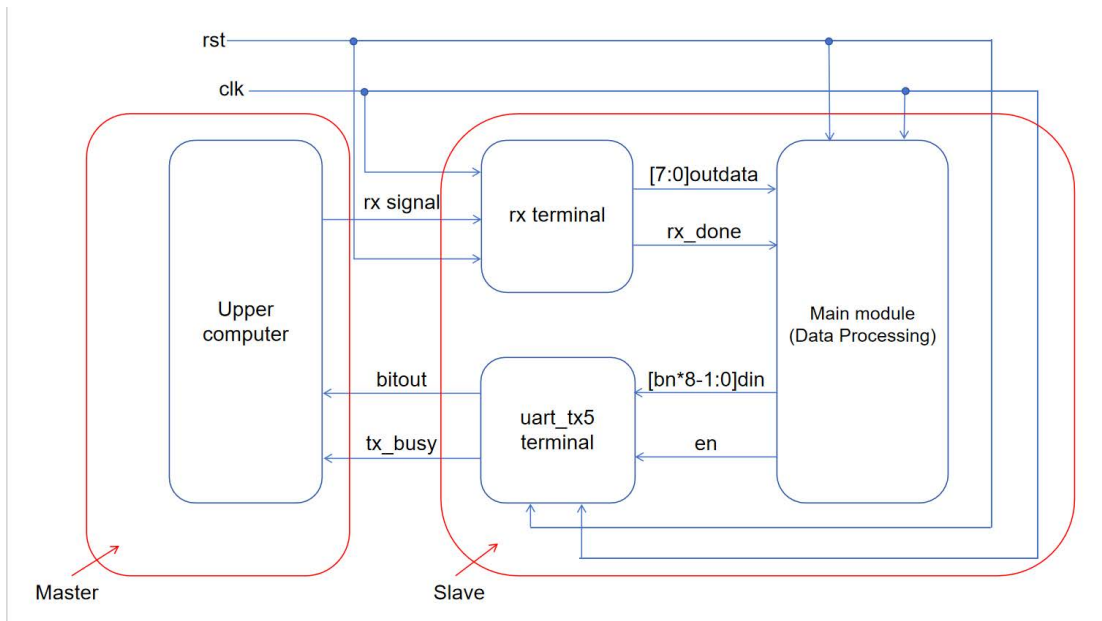 rst
clk
rx signal
rx terminal
[7:0]outdata
rx_done
Upper
computer
Main module
(Data Processing)
bitout
tx_busy
uart_tx5
terminal
[bn*8-1:0]din
en
Master
Slave